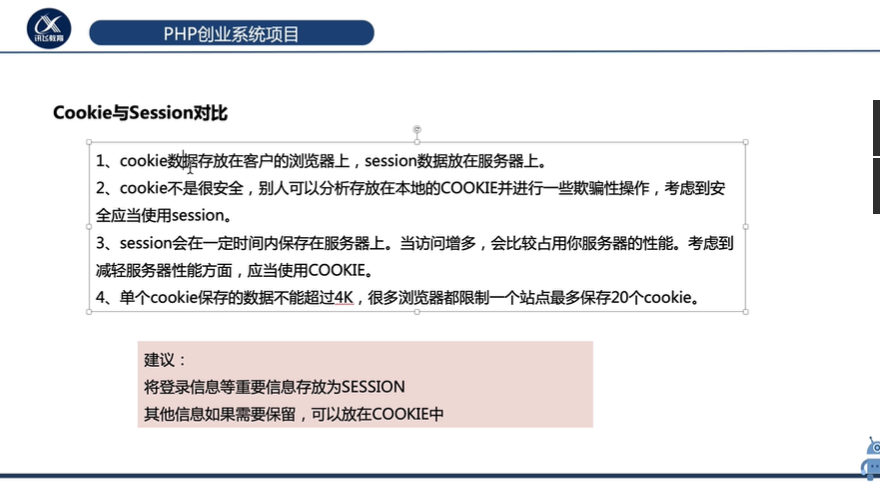 讯飞教育
PHP创业系统项目
Cookie与Session对比
1、cookie数据存放在客户的浏览器上，session数据放在服务器上。
2、cookie不是很安全，别人可以分析存放在本地的COOKIE并进行一些欺骗性操作，考虑到安
全应当使用session。
3、session会在一定时间内保存在服务器上。当访问增多，会比较占用你服务器的性能。考虑到
减轻服务器性能方面，应当使用COOKIE。
4、单个cookie保存的数据不能超过4K，很多浏览器都限制一个站点最多保存20个cookie。
建议：
将登录信息等重要信息存放为SESSION
其他信息如果需要保留，可以放在COOKIE中